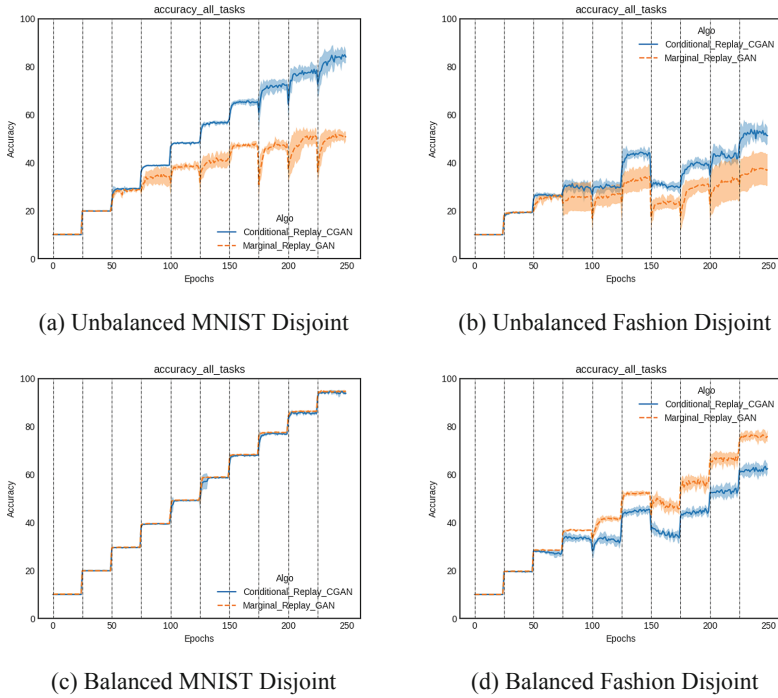 accuracy_all_tasks
100
80
60
40
20
0
Accuracy
Algo
Conditional_Replay_CGAN
Marginal_Replay_GAN
0 50 100 150 200 250
Epochs
(a) Unbalanced MNIST Disjoint
accuracy_all_tasks
100
80
60
40
20
0
Accuracy
Algo
Conditional_Replay_CGAN
Marginal_Replay_GAN
0 50 100 150 200 250
Epochs
(b) Unbalanced Fashion Disjoint
accuracy_all_tasks
100
80
60
40
20
0
Accuracy
Algo
Conditional_Replay_CGAN
Marginal_Replay_GAN
0 50 100 150 200 250
Epochs
(c) Balanced MNIST Disjoint
accuracy_all_tasks
100
80
60
40
20
0
Accuracy
Algo
Conditional_Replay_CGAN
Marginal_Replay_GAN
0 50 100 150 200 250
Epochs
(d) Balanced Fashion Disjoint